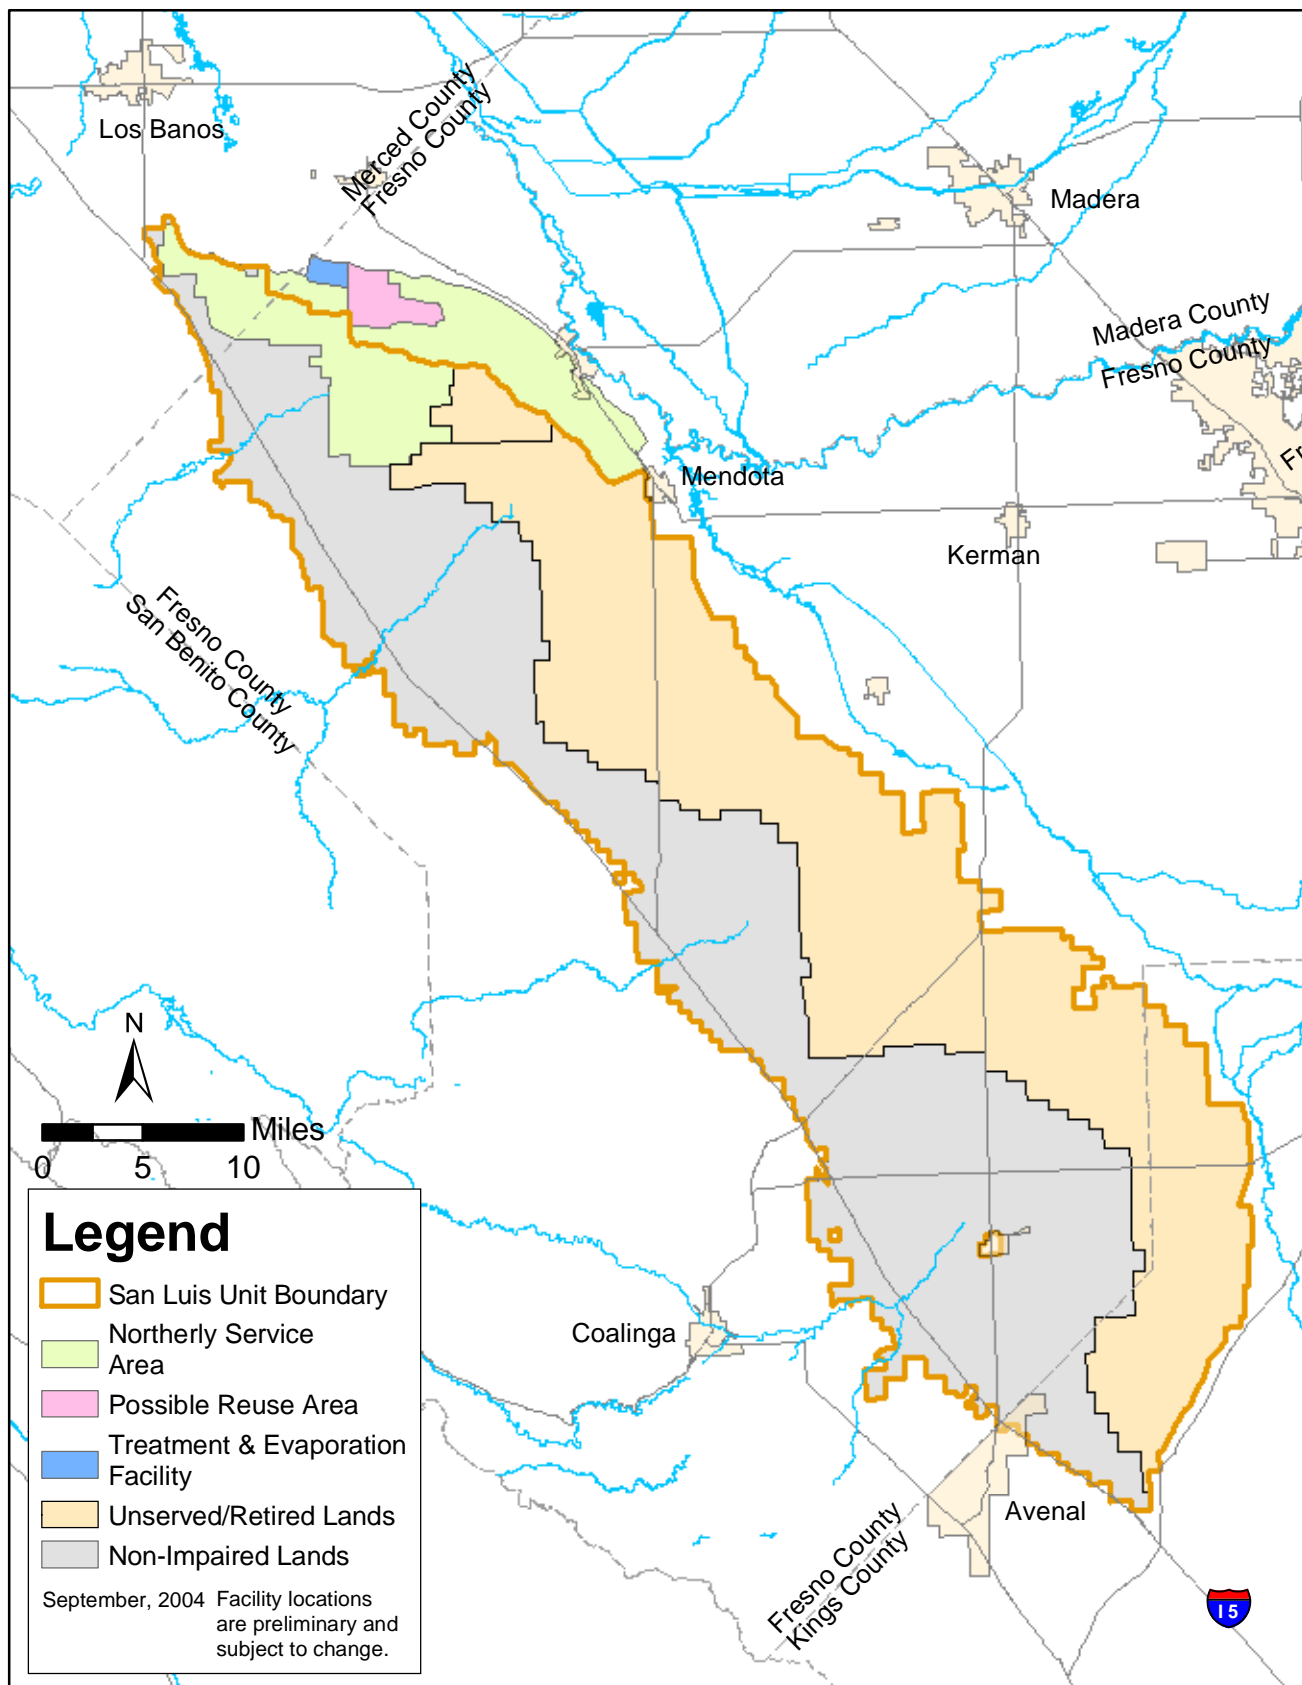 Los Banos
Merced County
Fresno County
Madera
Madera County
Fresno County
Fr
Mendota
Kerman
Fresno County
San Benito County
N
Miles
0 5 10
Legend
San Luis Unit Boundary
Northerly Service
Area
Possible Reuse Area
Treatment & Evaporation
Facility
Unserved/Retired Lands
Non-Impaired Lands
September, 2004 Facility locations
are preliminary and
subject to change.
Coalinga
Avenal
Fresno County
Kings County
I 5